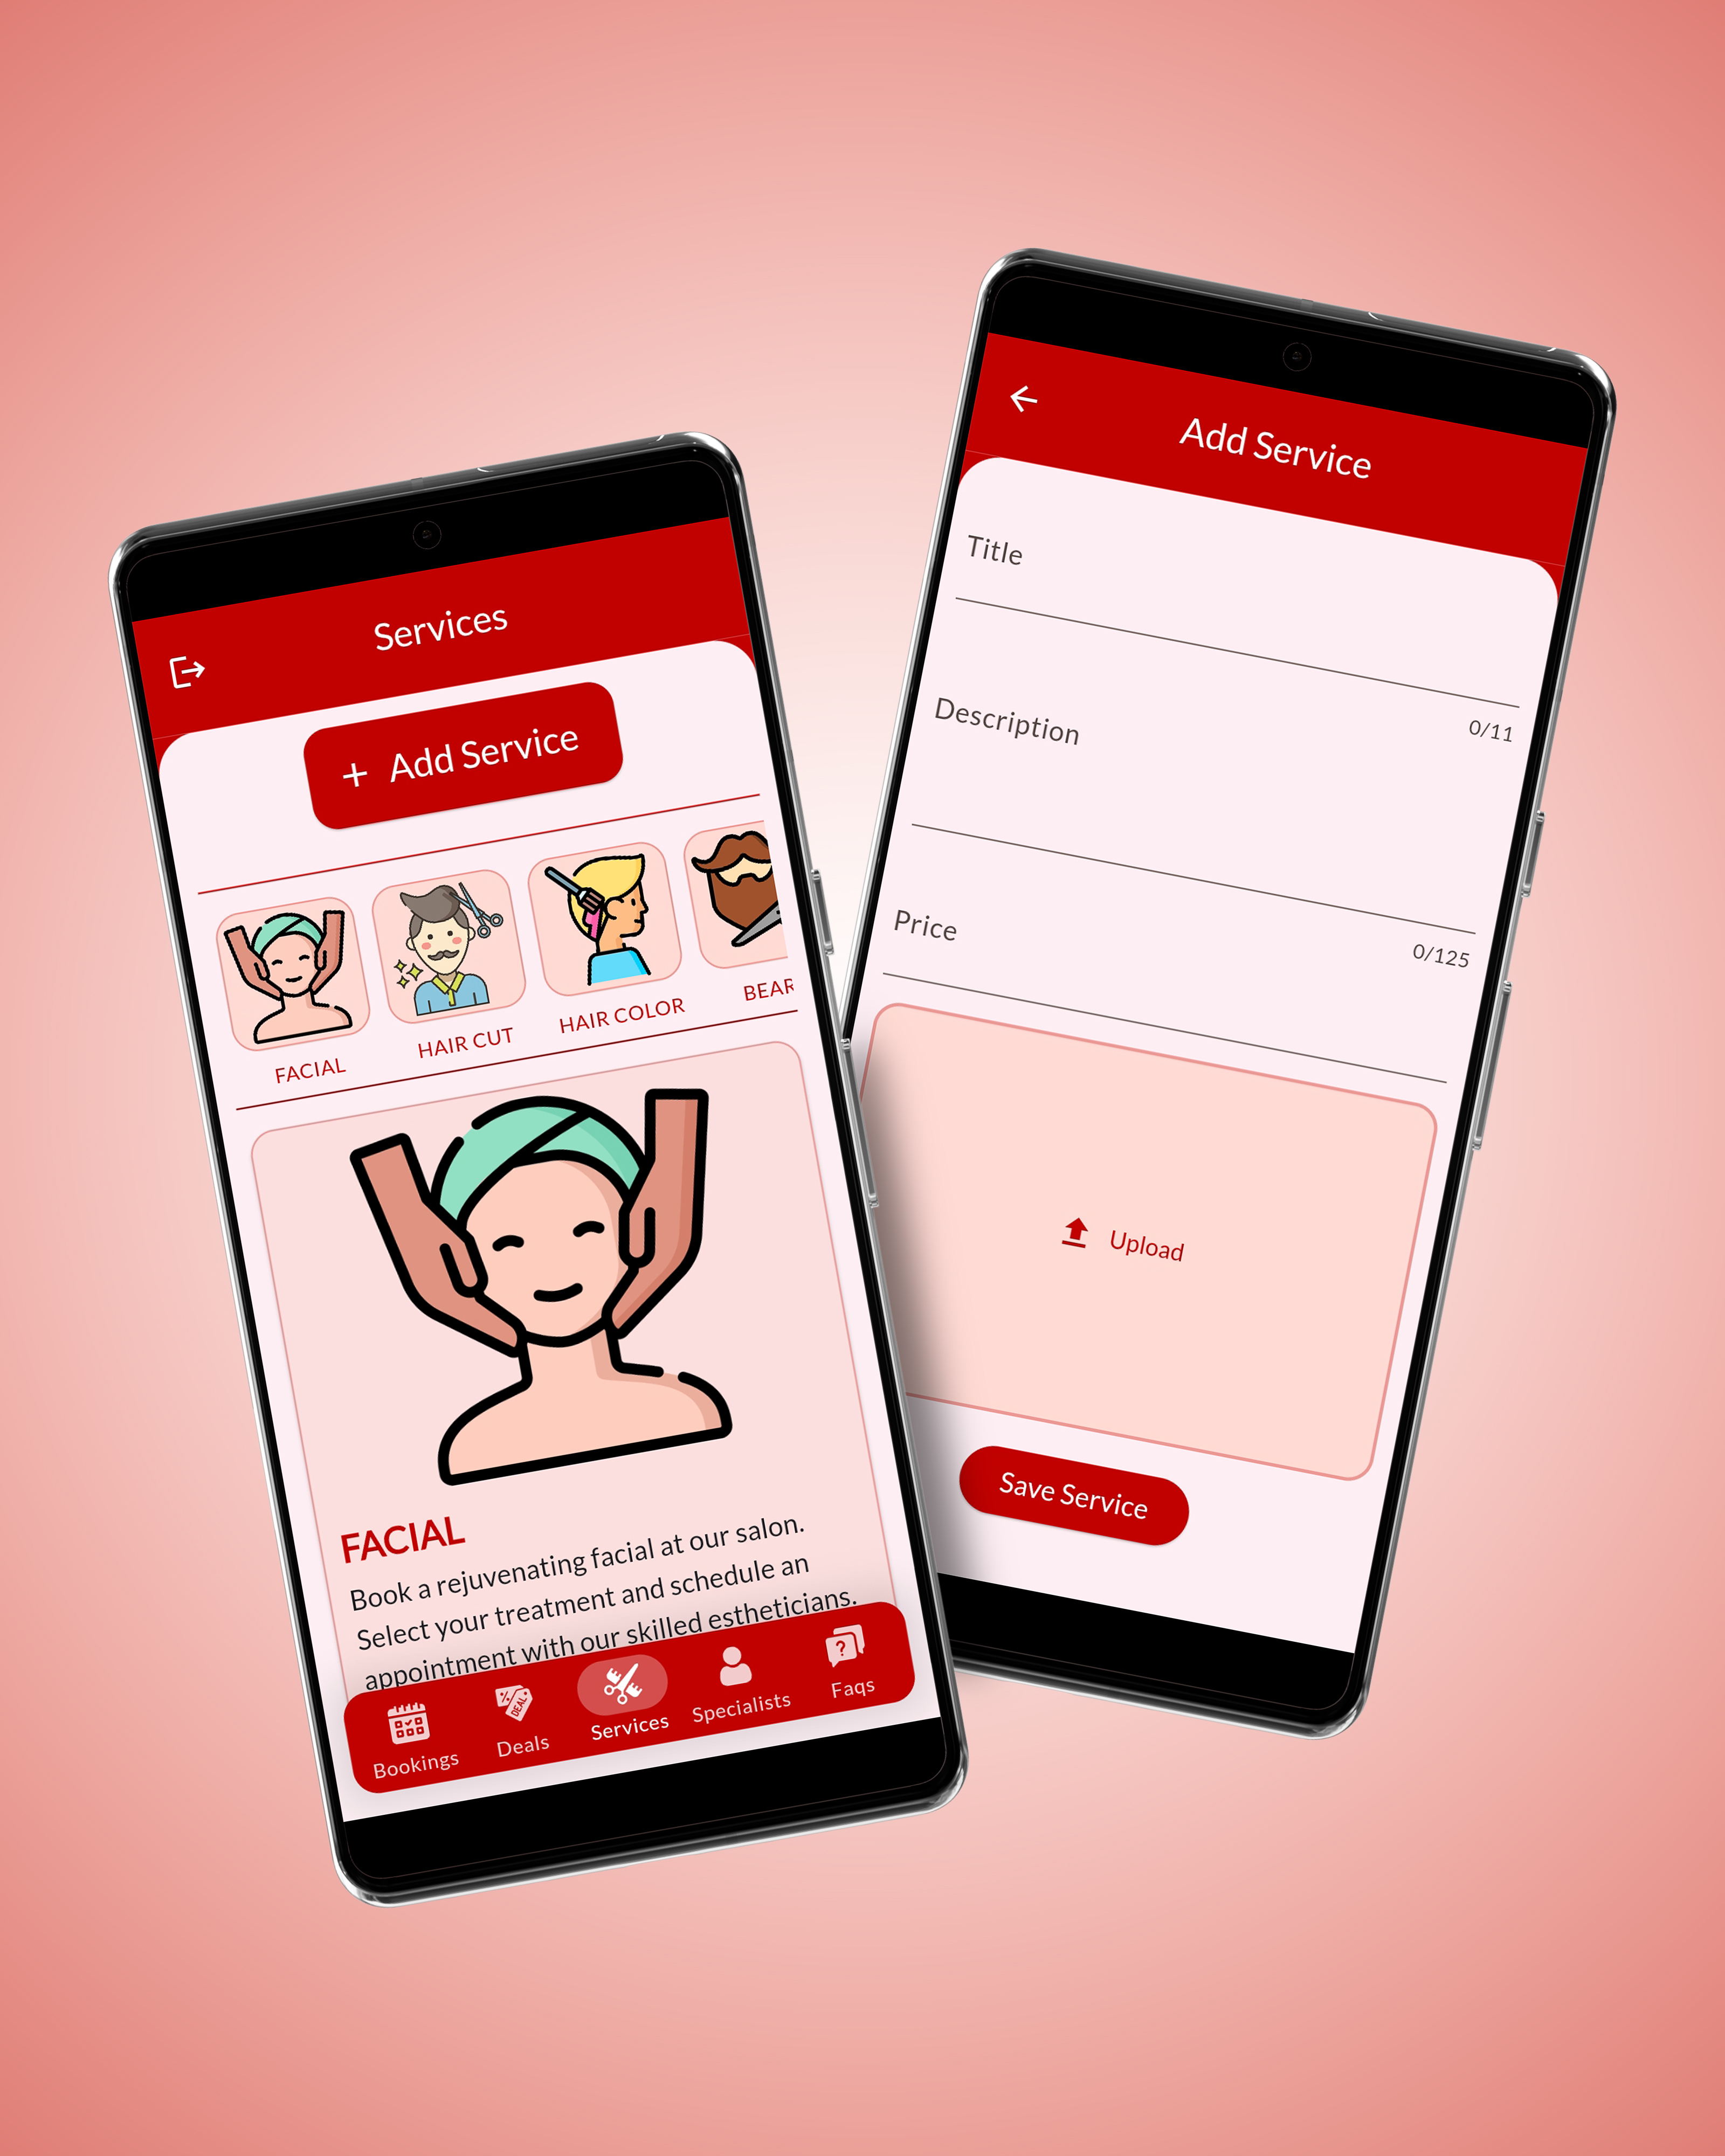 Services
+ Add Service
FACIAL
HAIR CUT
HAIR COLOR
BEAR
FACIAL
Book a rejuvenating facial at our salon.
Select your treatment and schedule an
appointment with our skilled estheticians.
Bookings
DEAL
Deals
Services
Specialists
?
Faqs
Add Service
Title
0/11
Description
0/125
Price
Upload
Save Service